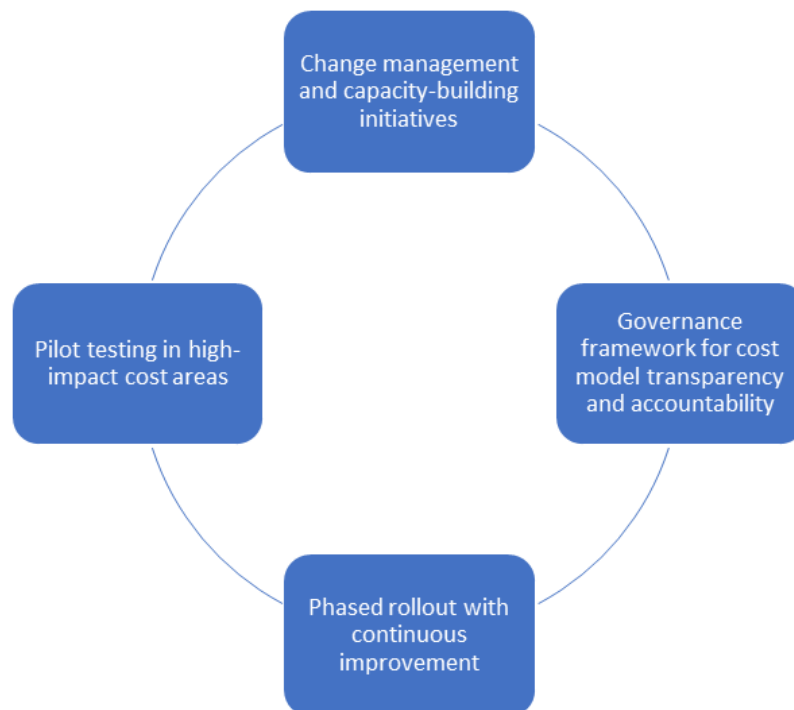 Change management
and capacity-building
initiatives
Pilot testing in high-
impact cost areas
Governance
framework for cost
model transparency
and accountability
Phased rollout with
continuous
improvement